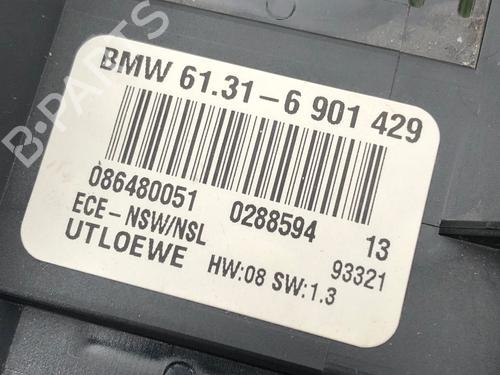 B-PARTS
BMW 61.31-6 901 429
086480051 0288594 13
ECE-NSW/NSL 93321
UTLOEWE HW:08 SW:1.3